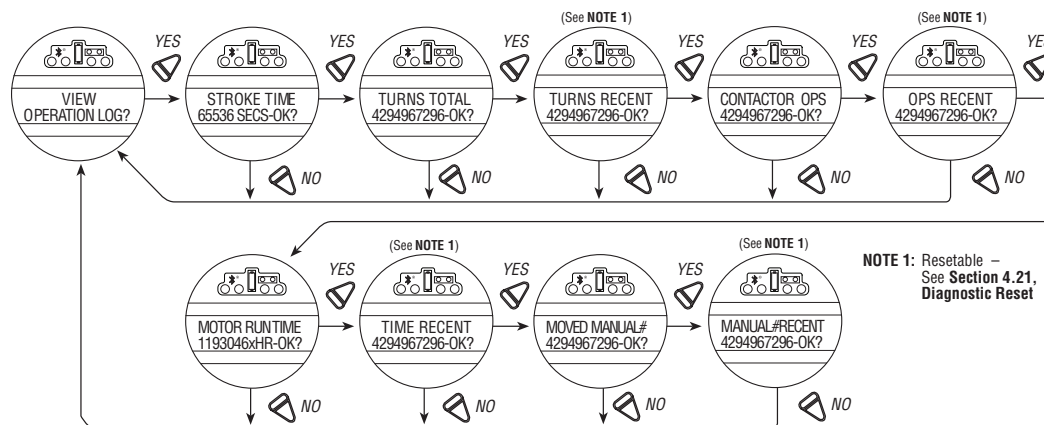 (See NOTE 1)
(See NOTE 1)
YES
YES
YES
YES
YES
YES
VIEW
OPERATION LOG?
STROKE TIME
65536 SECS-OK?
TURNS TOTAL
4294967296-OK?
TURNS RECENT
4294967296-OK?
CONTACTOR OPS
4294967296-OK?
OPS RECENT
4294967296-OK?
NO
NO
NO
NO
NO
(See NOTE 1)
(See NOTE 1)
YES
YES
YES
NOTE 1: Resetable –
See Section 4.21,
Diagnostic Reset
MOTOR RUNTIME
1193046xHR-OK?
TIME RECENT
4294967296-OK?
MOVED MANUAL#
4294967296-OK?
MANUAL#RECENT
4294967296-OK?
NO
NO
NO
NO